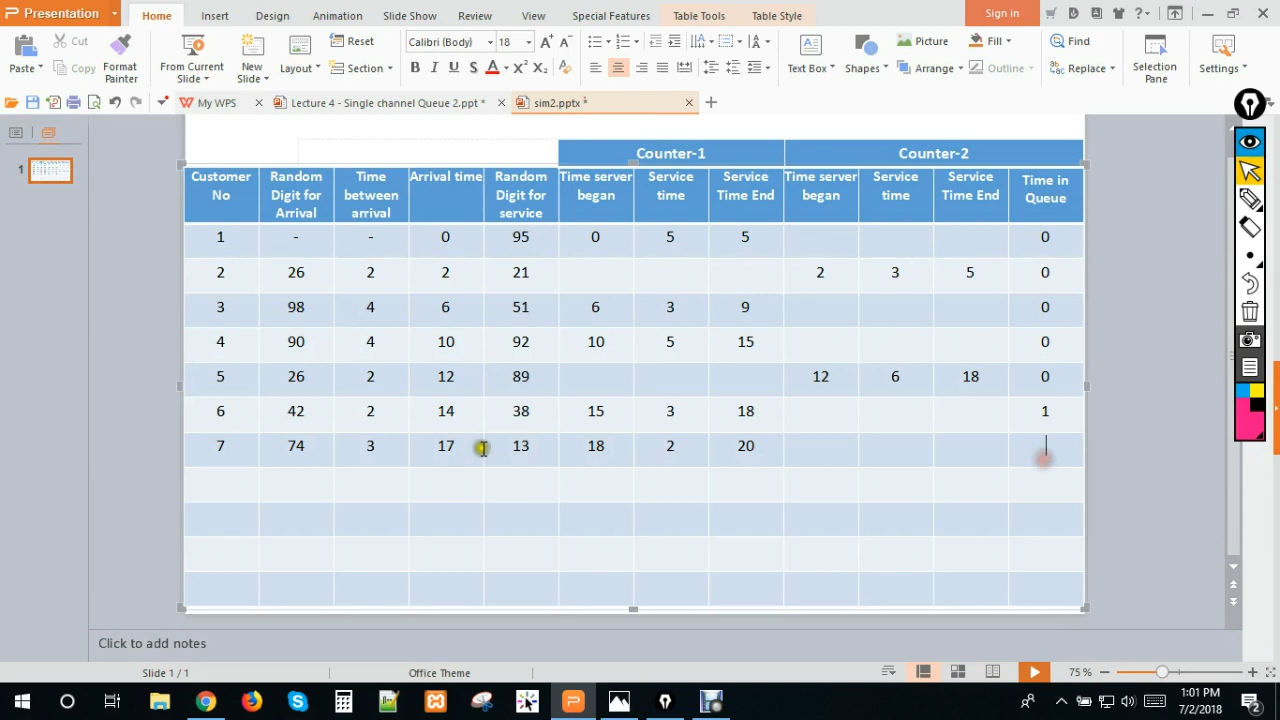 Presentation
Home Insert Design Animation Slide Show Review View Special Features Table Tools Table Style Sign in
Paste Cut Copy Format Painter From Current Slide New Slide Layout Reset Section Calibri (Body) 18 Text Box Shapes Picture Arrange Fill Outline Find Replace Selection Pane Settings
My WPS Lecture 4 - Single channel Queue 2.ppt * sim2.pptx *
1
Counter-1 Counter-2
Customer No Random Digit for Arrival Time between arrival Arrival time Random Digit for service Time server began Service time Service Time End Time server began Service time Service Time End Time in Queue
1 - - 0 95 0 5 5 0
2 26 2 2 21 2 3 5 0
3 98 4 6 51 6 3 9 0
4 90 4 10 92 10 5 15 0
5 26 2 12 89 12 6 18 0
6 42 2 14 38 15 3 18 1
7 74 3 17 13 18 2 20
Click to add notes
Slide 1 / 1 Office Theme 75 %
1:01 PM
7/2/2018
2